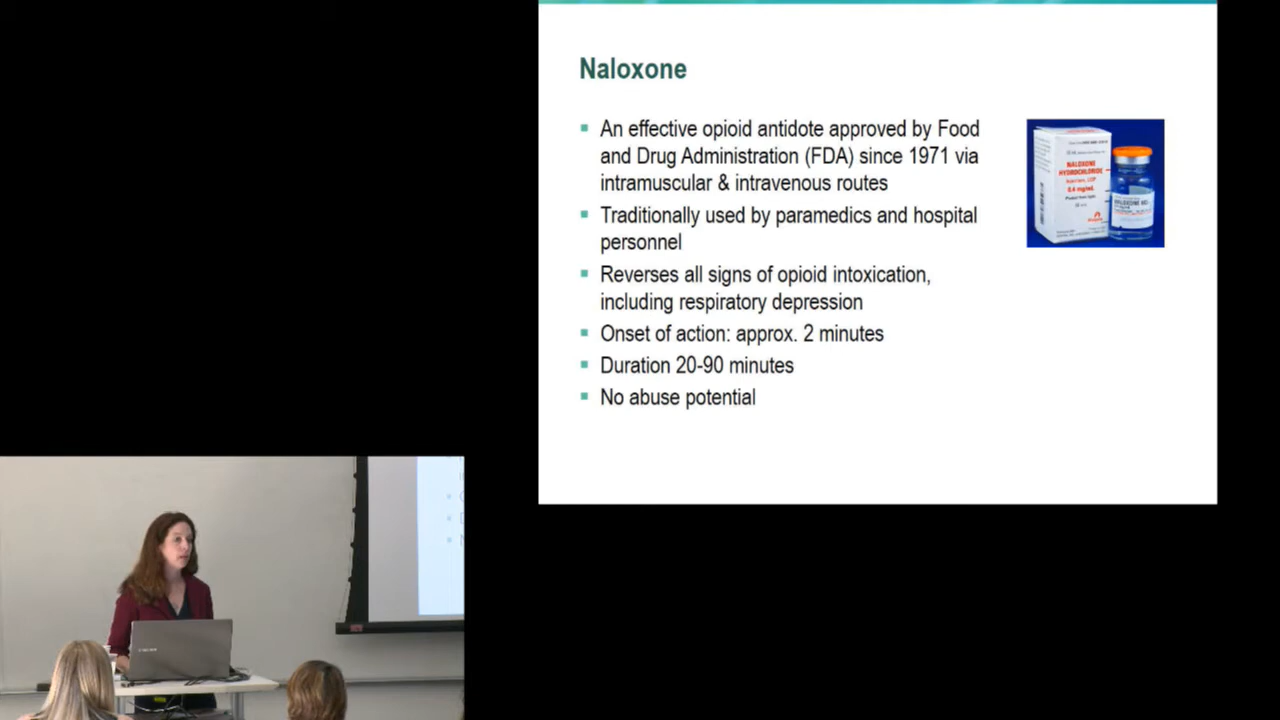 Naloxone
An effective opioid antidote approved by Food
and Drug Administration (FDA) since 1971 via
intramuscular & intravenous routes
Traditionally used by paramedics and hospital
personnel
Reverses all signs of opioid intoxication,
including respiratory depression
Onset of action: approx. 2 minutes
Duration 20-90 minutes
No abuse potential
NALOXONE
HYDROCHLORIDE
Injection, USP
0.4 mg/mL